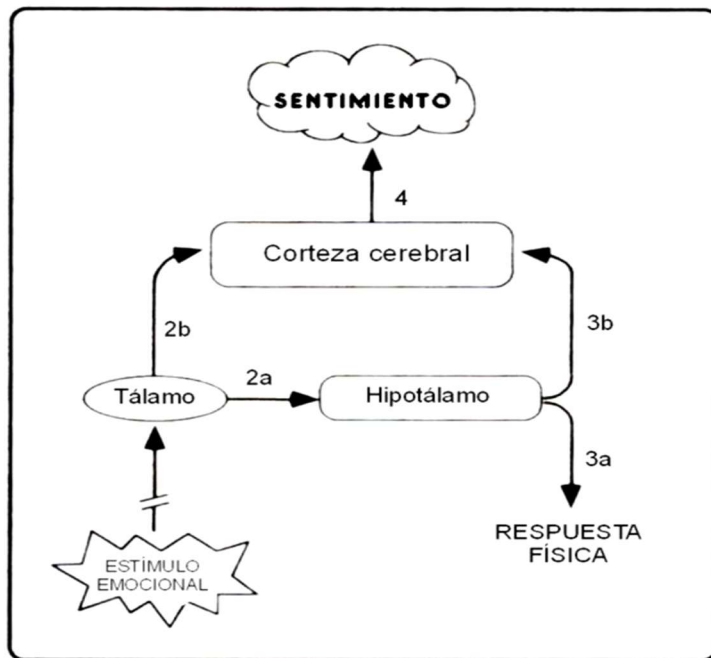 SENTIMIENTO
4
Corteza cerebral
2b
3b
2a
Tálamo
Hipotálamo
3a
RESPUESTA
FÍSICA
ESTÍMULO
EMOCIONAL